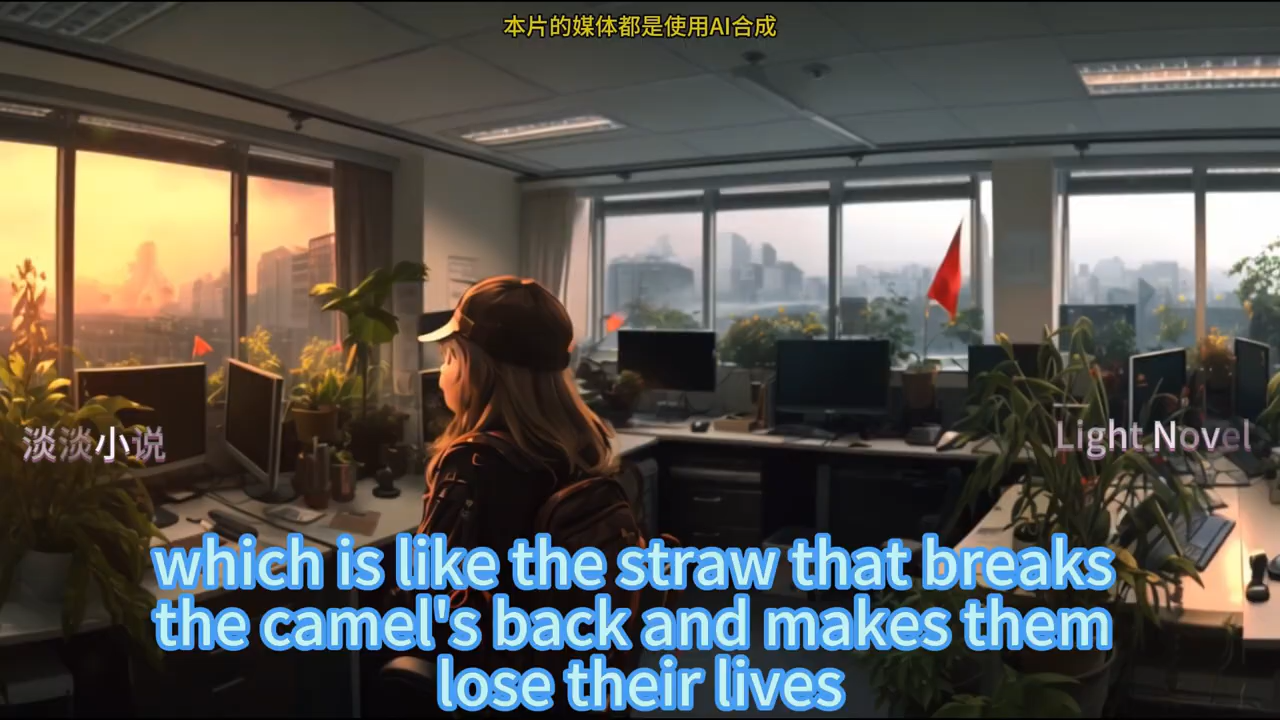 本片的媒体都是使用AI合成
淡淡小说
Light Novel
which is like the straw that breaks
the camel's back and makes them
lose their lives